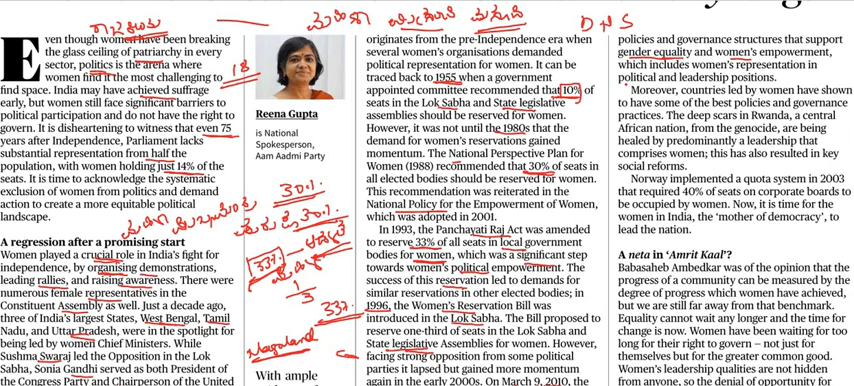 Even though women have been breaking
the glass ceiling of patriarchy in every
sector, politics is the arena where
women find it the most challenging to
find space. India may have achieved suffrage
early, but women still face significant barriers to
political participation and do not have the right to
govern. It is disheartening to witness that even 75
years after Independence, Parliament lacks
substantial representation from half the
population, with women holding just 14% of the
seats. It is time to acknowledge the systematic
exclusion of women from politics and demand
action to create a more equitable political
landscape.
A regression after a promising start
Women played a crucial role in India's fight for
independence, by organising demonstrations,
leading rallies, and raising awareness. There were
numerous female representatives in the
Constituent Assembly as well. Just a decade ago,
three of India's largest States, West Bengal, Tamil
Nadu, and Uttar Pradesh, were in the spotlight for
being led by women Chief Ministers. While
Sushma Swaraj led the Opposition in the Lok
Sabha, Sonia Gandhi served as both President of
the Congress Party and Chairperson of the United
18
Reena Gupta
is National
Spokesperson,
Aam Aadmi Party
30%
30%
33%
1/3
33%
Nagaland
With ample
originates from the pre-Independence era when
several women's organisations demanded
political representation for women. It can be
traced back to 1955 when a government
appointed committee recommended that 10% of
seats in the Lok Sabha and State legislative
assemblies should be reserved for women.
However, it was not until the 1980s that the
demand for women's reservations gained
momentum. The National Perspective Plan for
Women (1988) recommended that 30% of seats in
all elected bodies should be reserved for women.
This recommendation was reiterated in the
National Policy for the Empowerment of Women,
which was adopted in 2001.
In 1993, the Panchayati Raj Act was amended
to reserve 33% of all seats in local government
bodies for women, which was a significant step
towards women's political empowerment. The
success of this reservation led to demands for
similar reservations in other elected bodies; in
1996, the Women's Reservation Bill was
introduced in the Lok Sabha. The Bill proposed to
reserve one-third of seats in the Lok Sabha and
State legislative Assemblies for women. However,
facing strong opposition from some political
parties it lapsed but gained more momentum
again in the early 2000s. On March 9, 2010, the
DNS
policies and governance structures that support
gender equality and women's empowerment,
which includes women's representation in
political and leadership positions.
Moreover, countries led by women have shown
to have some of the best policies and governance
practices. The deep scars in Rwanda, a central
African nation, from the genocide, are being
healed by predominantly a leadership that
comprises women; this has also resulted in key
social reforms.
Norway implemented a quota system in 2003
that required 40% of seats on corporate boards to
be occupied by women. Now, it is time for the
women in India, the 'mother of democracy', to
lead the nation.
A neta in 'Amrit Kaal'?
Babasaheb Ambedkar was of the opinion that the
progress of a community can be measured by the
degree of progress which women have achieved,
but we are still far away from that benchmark.
Equality cannot wait any longer and the time for
change is now. Women have been waiting for too
long for their right to govern – not just for
themselves but for the greater common good.
Women's leadership qualities are not hidden
from anyone, so the denial of opportunity for